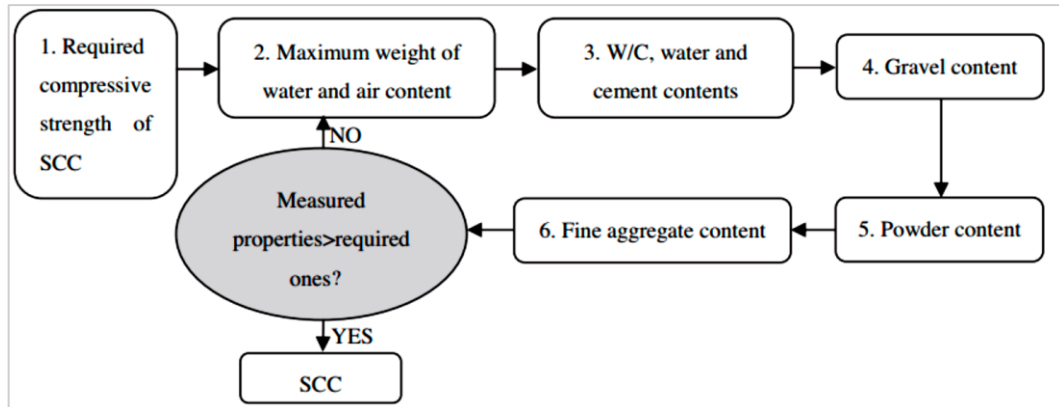 1. Required
compressive
strength of
SCC
2. Maximum weight of
water and air content
3. W/C, water and
cement contents
4. Gravel content
5. Powder content
6. Fine aggregate content
Measured
properties>required
ones?
NO
YES
SCC